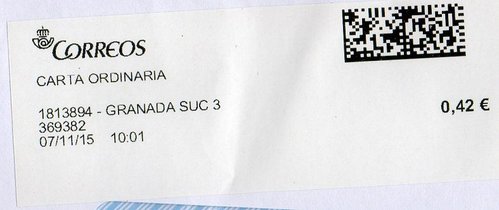 CORREOS
CARTA ORDINARIA
1813894 - GRANADA SUC 3
369382
07/11/15 10:01
0,42 €